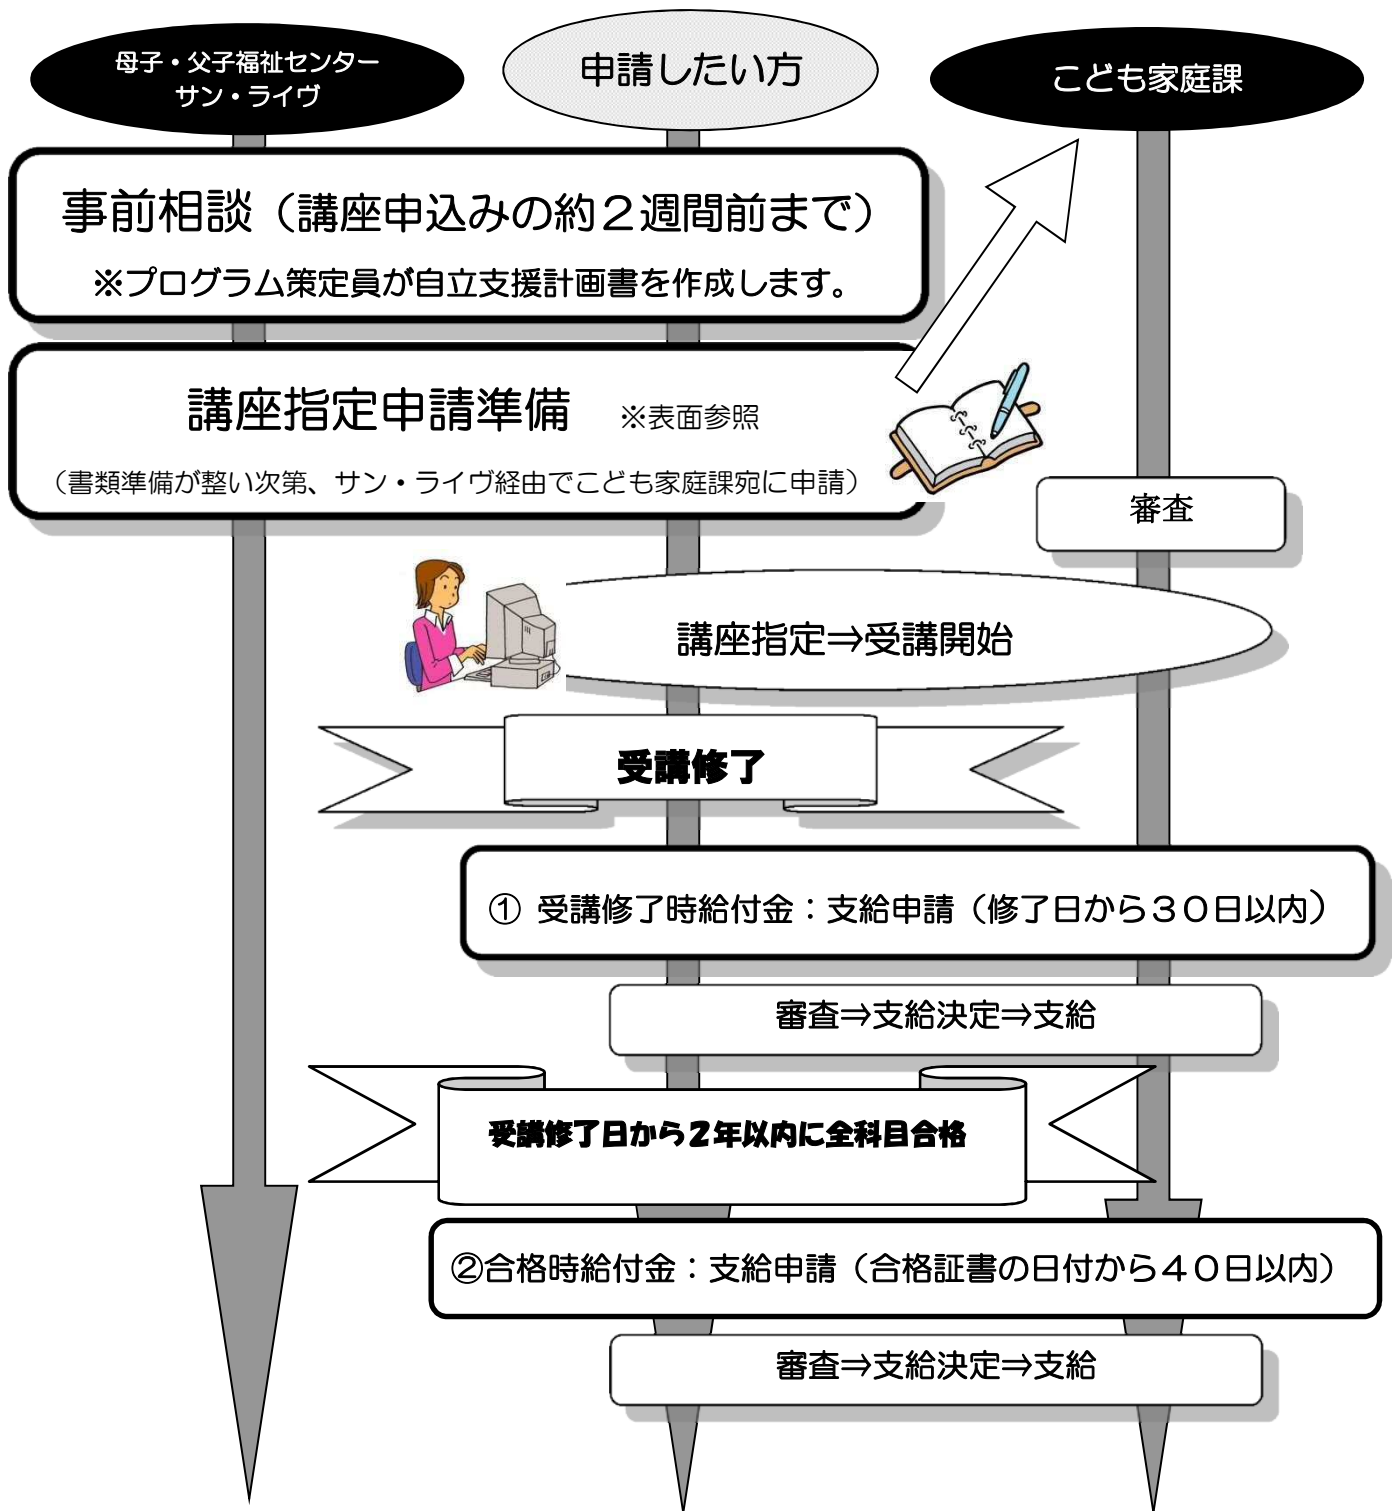 母子・父子福祉センター
サン・ライヴ
申請したい方
こども家庭課
事前相談（講座申込みの約２週間前まで）
※プログラム策定員が自立支援計画書を作成します。
講座指定申請準備　※表面参照
（書類準備が整い次第、サン・ライヴ経由でこども家庭課宛に申請）
審査
講座指定⇒受講開始
受講修了
① 受講修了時給付金：支給申請（修了日から３０日以内）
審査⇒支給決定⇒支給
受講修了日から２年以内に全科目合格
②合格時給付金：支給申請（合格証書の日付から４０日以内）
審査⇒支給決定⇒支給